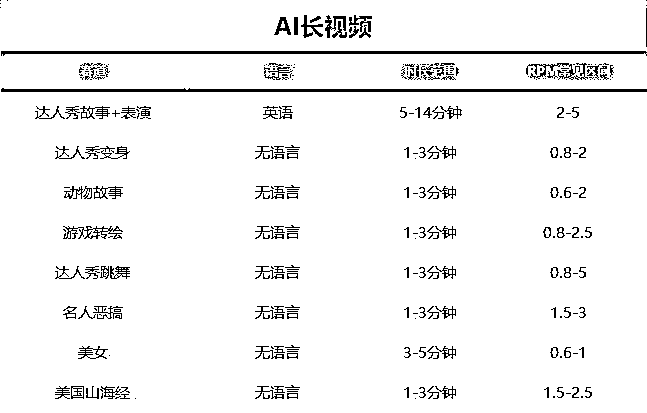 AI长视频
赛道 语言 时长范围 RPM常见区间
达人秀故事+表演 英语 5-14分钟 2-5
达人秀变身 无语言 1-3分钟 0.8-2
动物故事 无语言 1-3分钟 0.6-2
游戏转绘 无语言 1-3分钟 0.8-2.5
达人秀跳舞 无语言 1-3分钟 0.8-5
名人恶搞 无语言 1-3分钟 1.5-3
美女 无语言 3-5分钟 0.6-1
美国山海经 无语言 1-3分钟 1.5-2.5